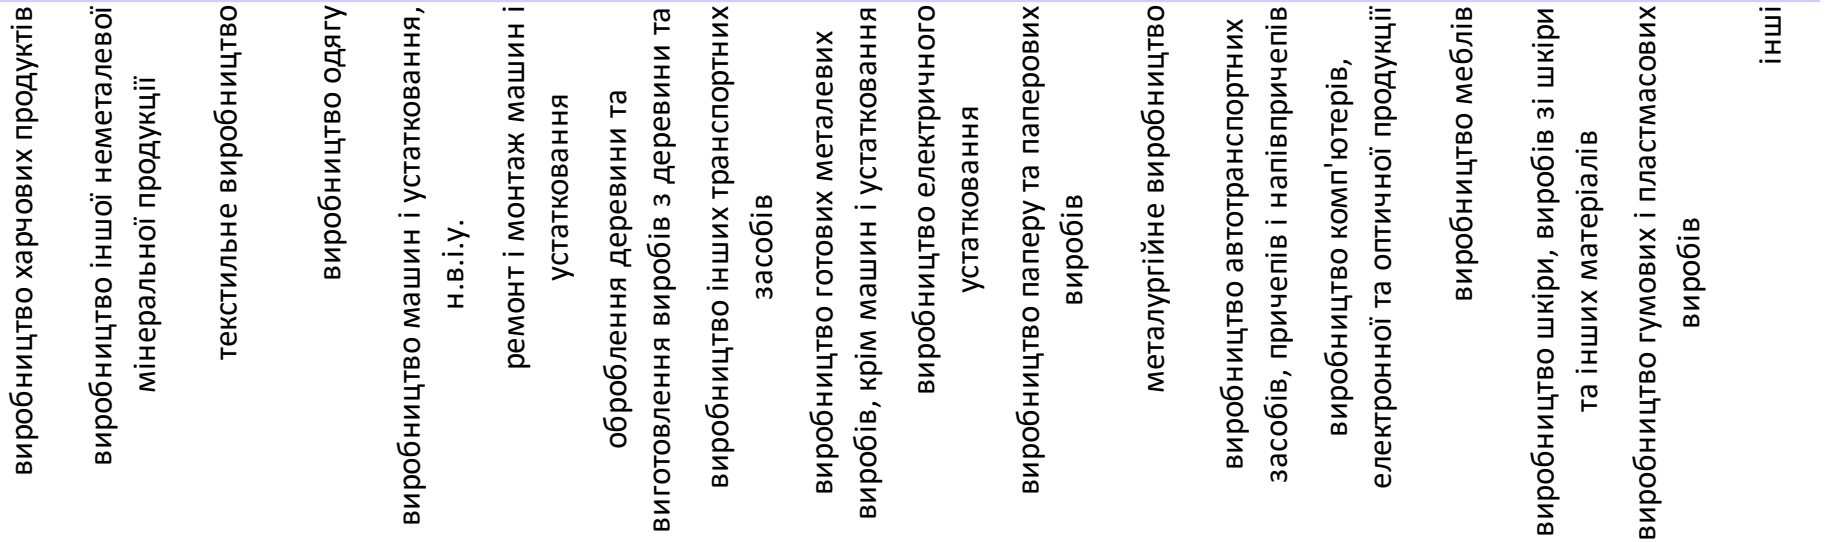 виробництво харчових продуктів
виробництво іншої неметалевої
мінеральної продукції
текстильне виробництво
виробництво одягу
виробництво машин і устатковання,
н.в.і.у.
ремонт і монтаж машин і
устатковання
оброблення деревини та
виготовлення виробів з деревини та
виробництво інших транспортних
засобів
виробництво готових металевих
виробів, крім машин і устатковання
виробництво електричного
устатковання
виробництво паперу та паперових
виробів
металургійне виробництво
виробництво автотранспортних
засобів, причепів і напівпричепів
виробництво комп'ютерів,
електронної та оптичної продукції
виробництво меблів
виробництво шкіри, виробів зі шкіри
та інших матеріалів
виробництво гумових і пластмасових
виробів
інші